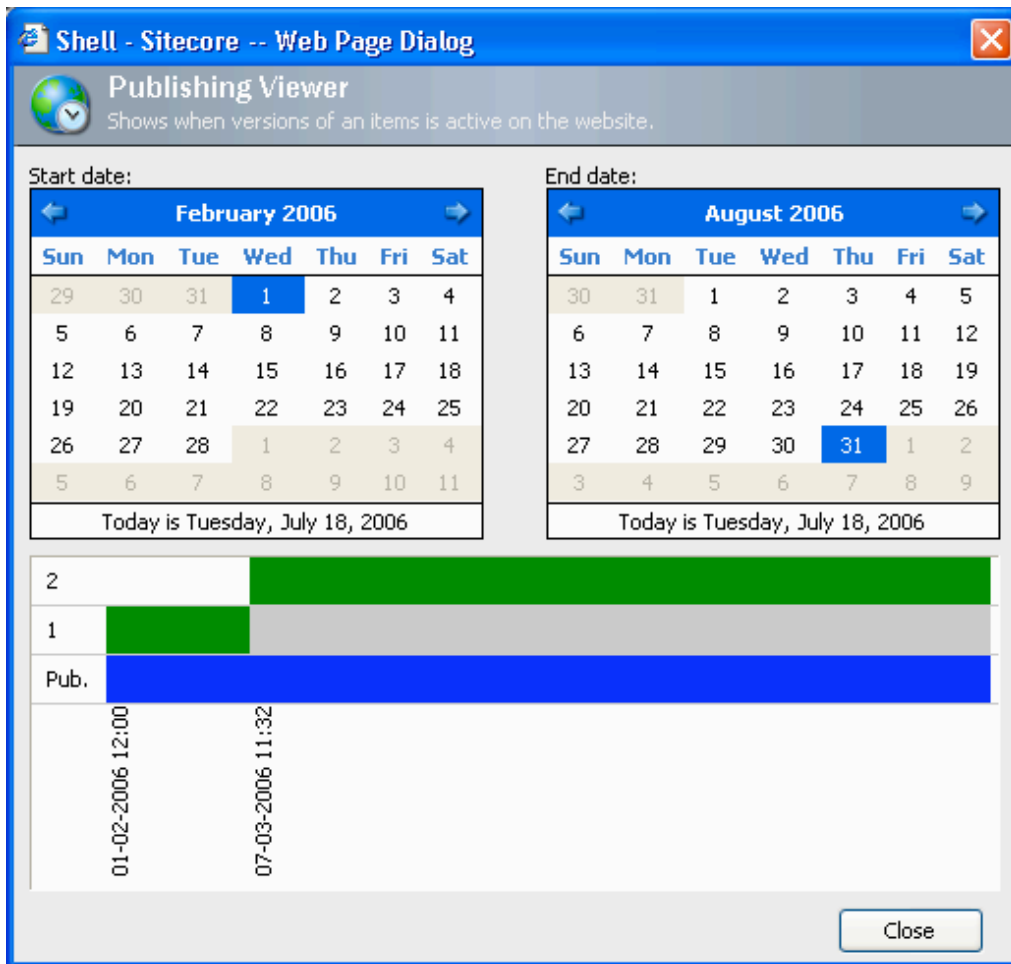 Shell - Sitecore -- Web Page Dialog
Publishing Viewer
Shows when versions of an items is active on the website.
Start date:
February 2006
Sun Mon Tue Wed Thu Fri Sat
29 30 31 1 2 3 4
5 6 7 8 9 10 11
12 13 14 15 16 17 18
19 20 21 22 23 24 25
26 27 28 1 2 3 4
5 6 7 8 9 10 11
Today is Tuesday, July 18, 2006
End date:
August 2006
Sun Mon Tue Wed Thu Fri Sat
30 31 1 2 3 4 5
6 7 8 9 10 11 12
13 14 15 16 17 18 19
20 21 22 23 24 25 26
27 28 29 30 31 1 2
3 4 5 6 7 8 9
Today is Tuesday, July 18, 2006
2
1
Pub.
01-02-2006 12:00
07-03-2006 11:32
Close